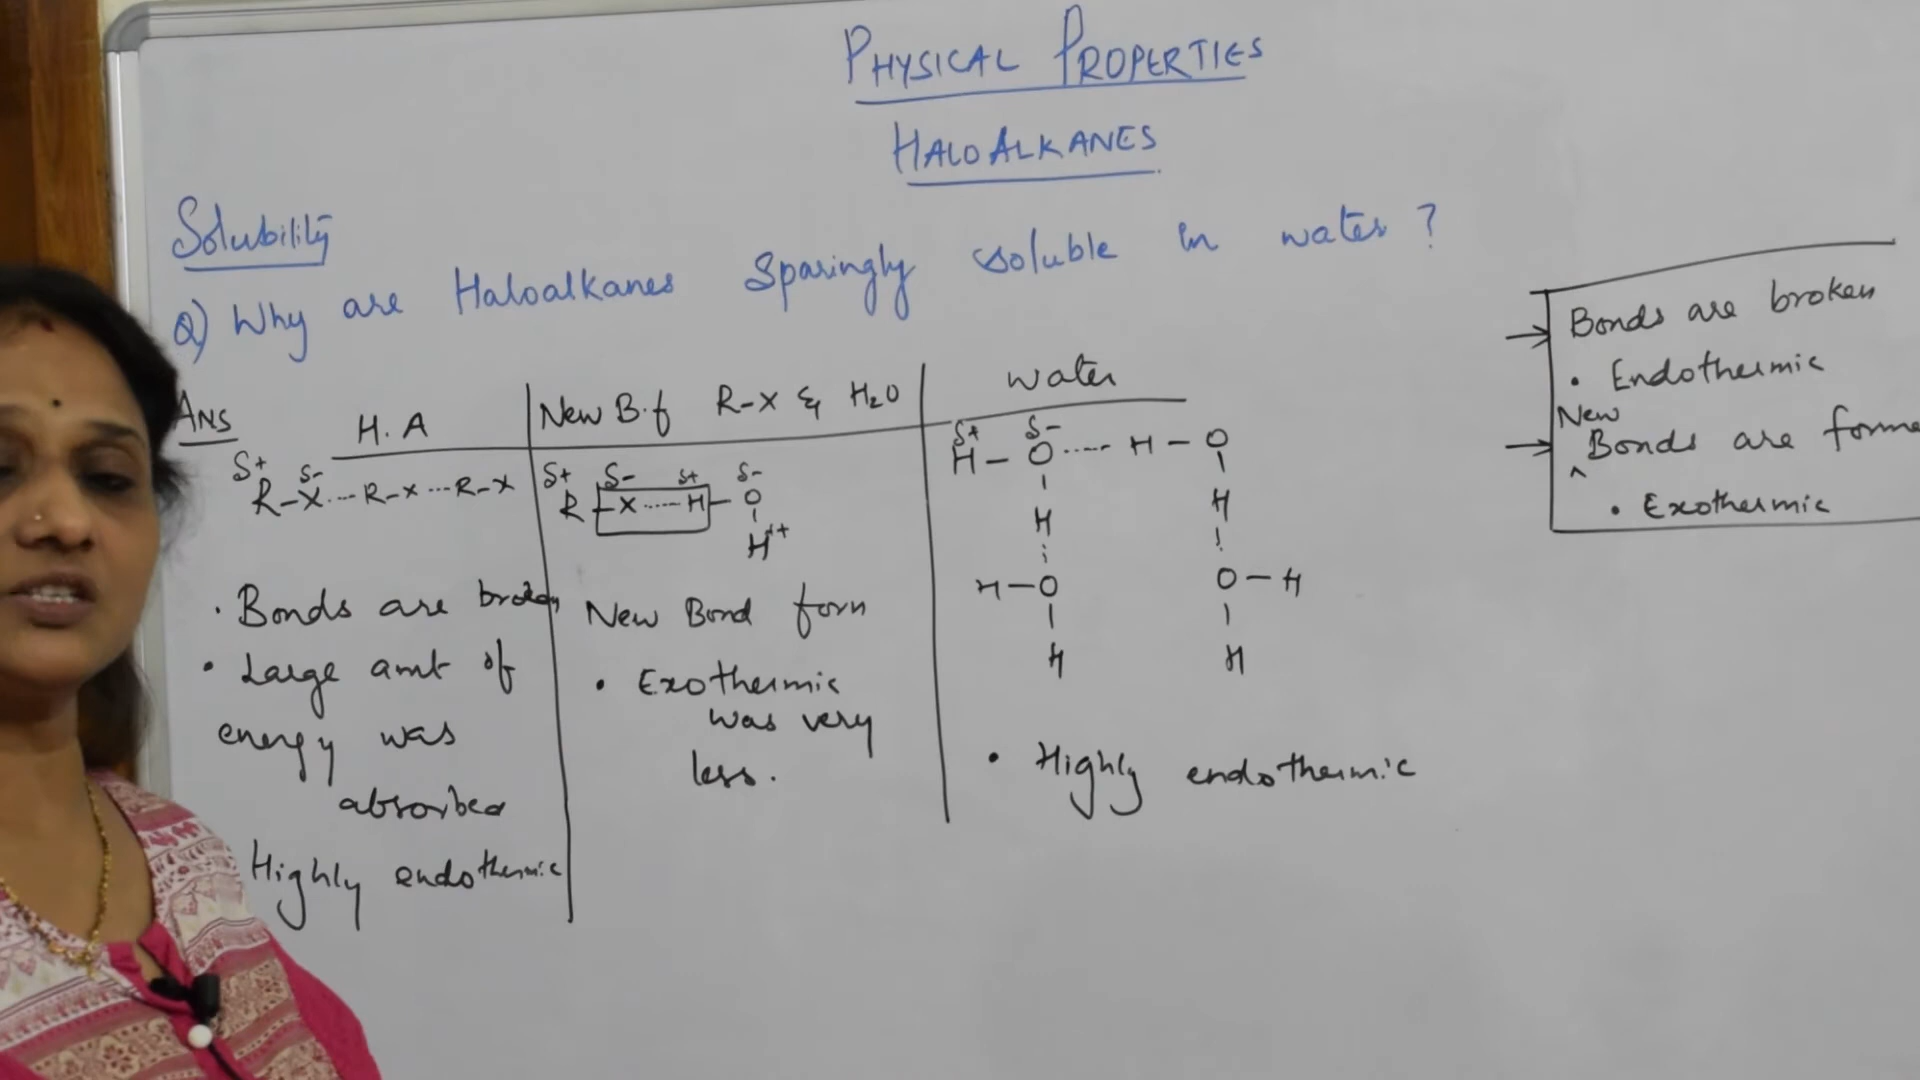 PHYSICAL PROPERTIES
HALOALKANES
Solubility
Q) Why are Haloalkanes Sparingly soluble in water ?
Ans
H. A
δ+ δ-
R-X---R-x---R-X
• Bonds are broken
• Large amt of
energy was
absorbed
Highly endothermic
New B.f R-X & H2O
δ+ δ- δ+ δ-
R-X-----H-O
H
New Bond form
• Exothermic
was very
less.
water
δ+ δ-
H-O-----H-O
H H
H-O O-H
H H
• Highly endothermic
→ Bonds are broken
• Endothermic
New
→ Bonds are forme
^
• Exothermic